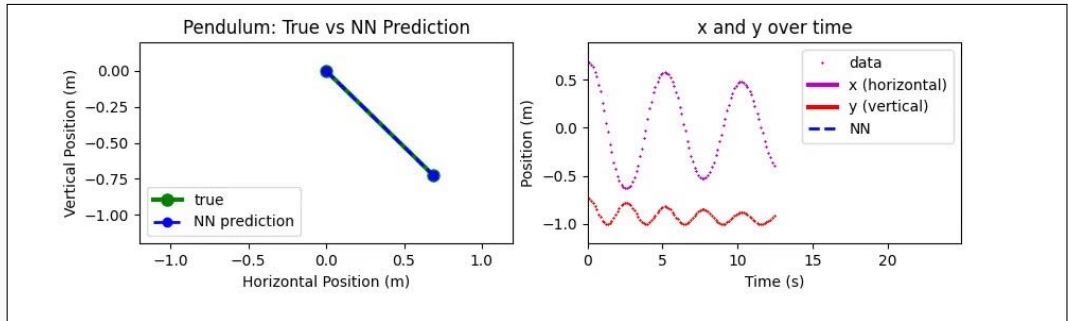 Pendulum: True vs NN Prediction
0.00
−0.25
−0.50
−0.75
−1.00
Vertical Position (m)
true
NN prediction
−1.0
−0.5
0.0
0.5
1.0
Horizontal Position (m)
x and y over time
data
x (horizontal)
y (vertical)
NN
0.5
0.0
−0.5
−1.0
Position (m)
0
5
10
15
20
Time (s)